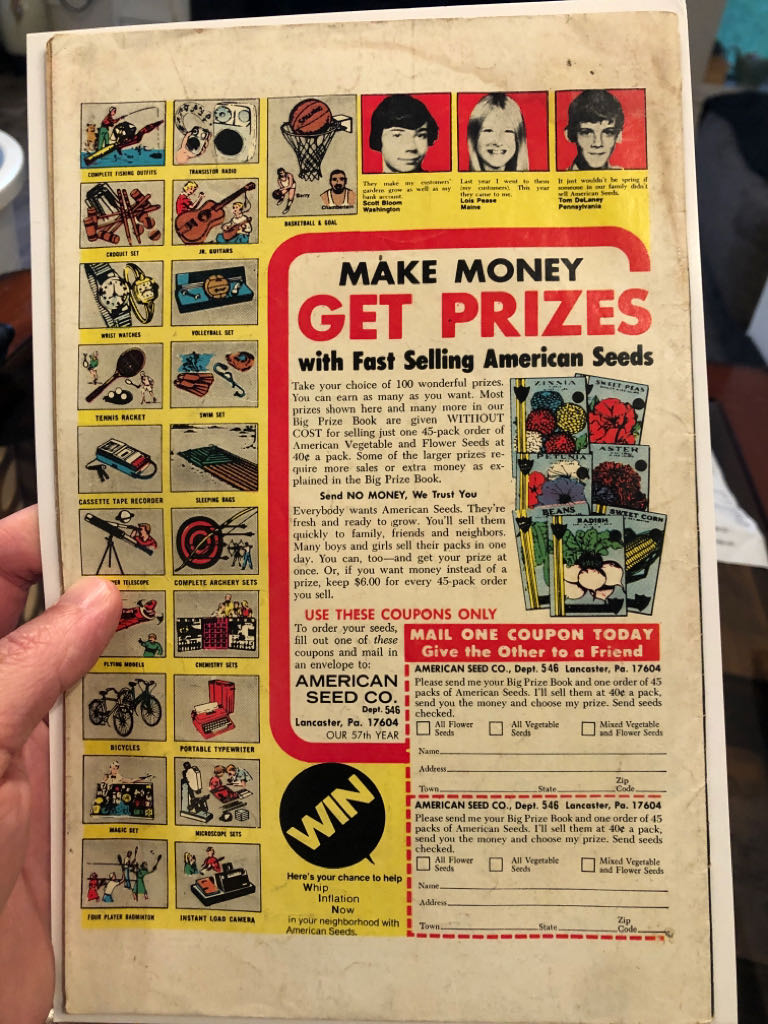 COMPLETE FISHING OUTFITS
TRANSISTOR RADIO
SPALDING
Barry
Chamberlain
BASKETBALL & GOAL
They make my customers'
gardens grow as well as my
bank account.
Scott Bloom
Washington
Last year I went to them
(my customers). This year
they came to me.
Lois Pease
Maine
It just wouldn't be spring if
someone in our family didn't
sell American Seeds.
Tom DeLaney
Pennsylvania
CROQUET SET
JR. GUITARS
WRIST WATCHES
VOLLEYBALL SET
TENNIS RACKET
SWIM SET
CASSETTE TAPE RECORDER
SLEEPING BAGS
TELESCOPE
COMPLETE ARCHERY SETS
FLYING MODELS
CHEMISTRY SETS
BICYCLES
PORTABLE TYPEWRITER
MAGIC SET
MICROSCOPE SETS
FOUR PLAYER BADMINTON
INSTANT LOAD CAMERA
MAKE MONEY
GET PRIZES
with Fast Selling American Seeds
Take your choice of 100 wonderful prizes.
You can earn as many as you want. Most
prizes shown here and many more in our
Big Prize Book are given WITHOUT
COST for selling just one 45-pack order of
American Vegetable and Flower Seeds at
40¢ a pack. Some of the larger prizes re-
quire more sales or extra money as ex-
plained in the Big Prize Book.
Send NO MONEY, We Trust You
Everybody wants American Seeds. They're
fresh and ready to grow. You'll sell them
quickly to family, friends and neighbors.
Many boys and girls sell their packs in one
day. You can, too—and get your prize at
once. Or, if you want money instead of a
prize, keep $6.00 for every 45-pack order
you sell.
ZINNIA
SWEET PEAS
PETUNIA
ASTER
BEANS
RADISH
SWEET CORN
USE THESE COUPONS ONLY
To order your seeds,
fill out one of these
coupons and mail in
an envelope to:
AMERICAN
SEED CO.
Dept. 546
Lancaster, Pa. 17604
OUR 57th YEAR
MAIL ONE COUPON TODAY
Give the Other to a Friend
AMERICAN SEED CO., Dept. 546 Lancaster, Pa. 17604
Please send me your Big Prize Book and one order of 45
packs of American Seeds. I'll sell them at 40¢ a pack,
send you the money and choose my prize. Send seeds
checked.
All Flower Seeds
All Vegetable Seeds
Mixed Vegetable and Flower Seeds
Name
Address
Town State Zip Code
AMERICAN SEED CO., Dept. 546 Lancaster, Pa. 17604
Please send me your Big Prize Book and one order of 45
packs of American Seeds. I'll sell them at 40¢ a pack,
send you the money and choose my prize. Send seeds
checked.
All Flower Seeds
All Vegetable Seeds
Mixed Vegetable and Flower Seeds
Name
Address
Town State Zip Code
WIN
Here's your chance to help
Whip
Inflation
Now
in your neighborhood with
American Seeds.